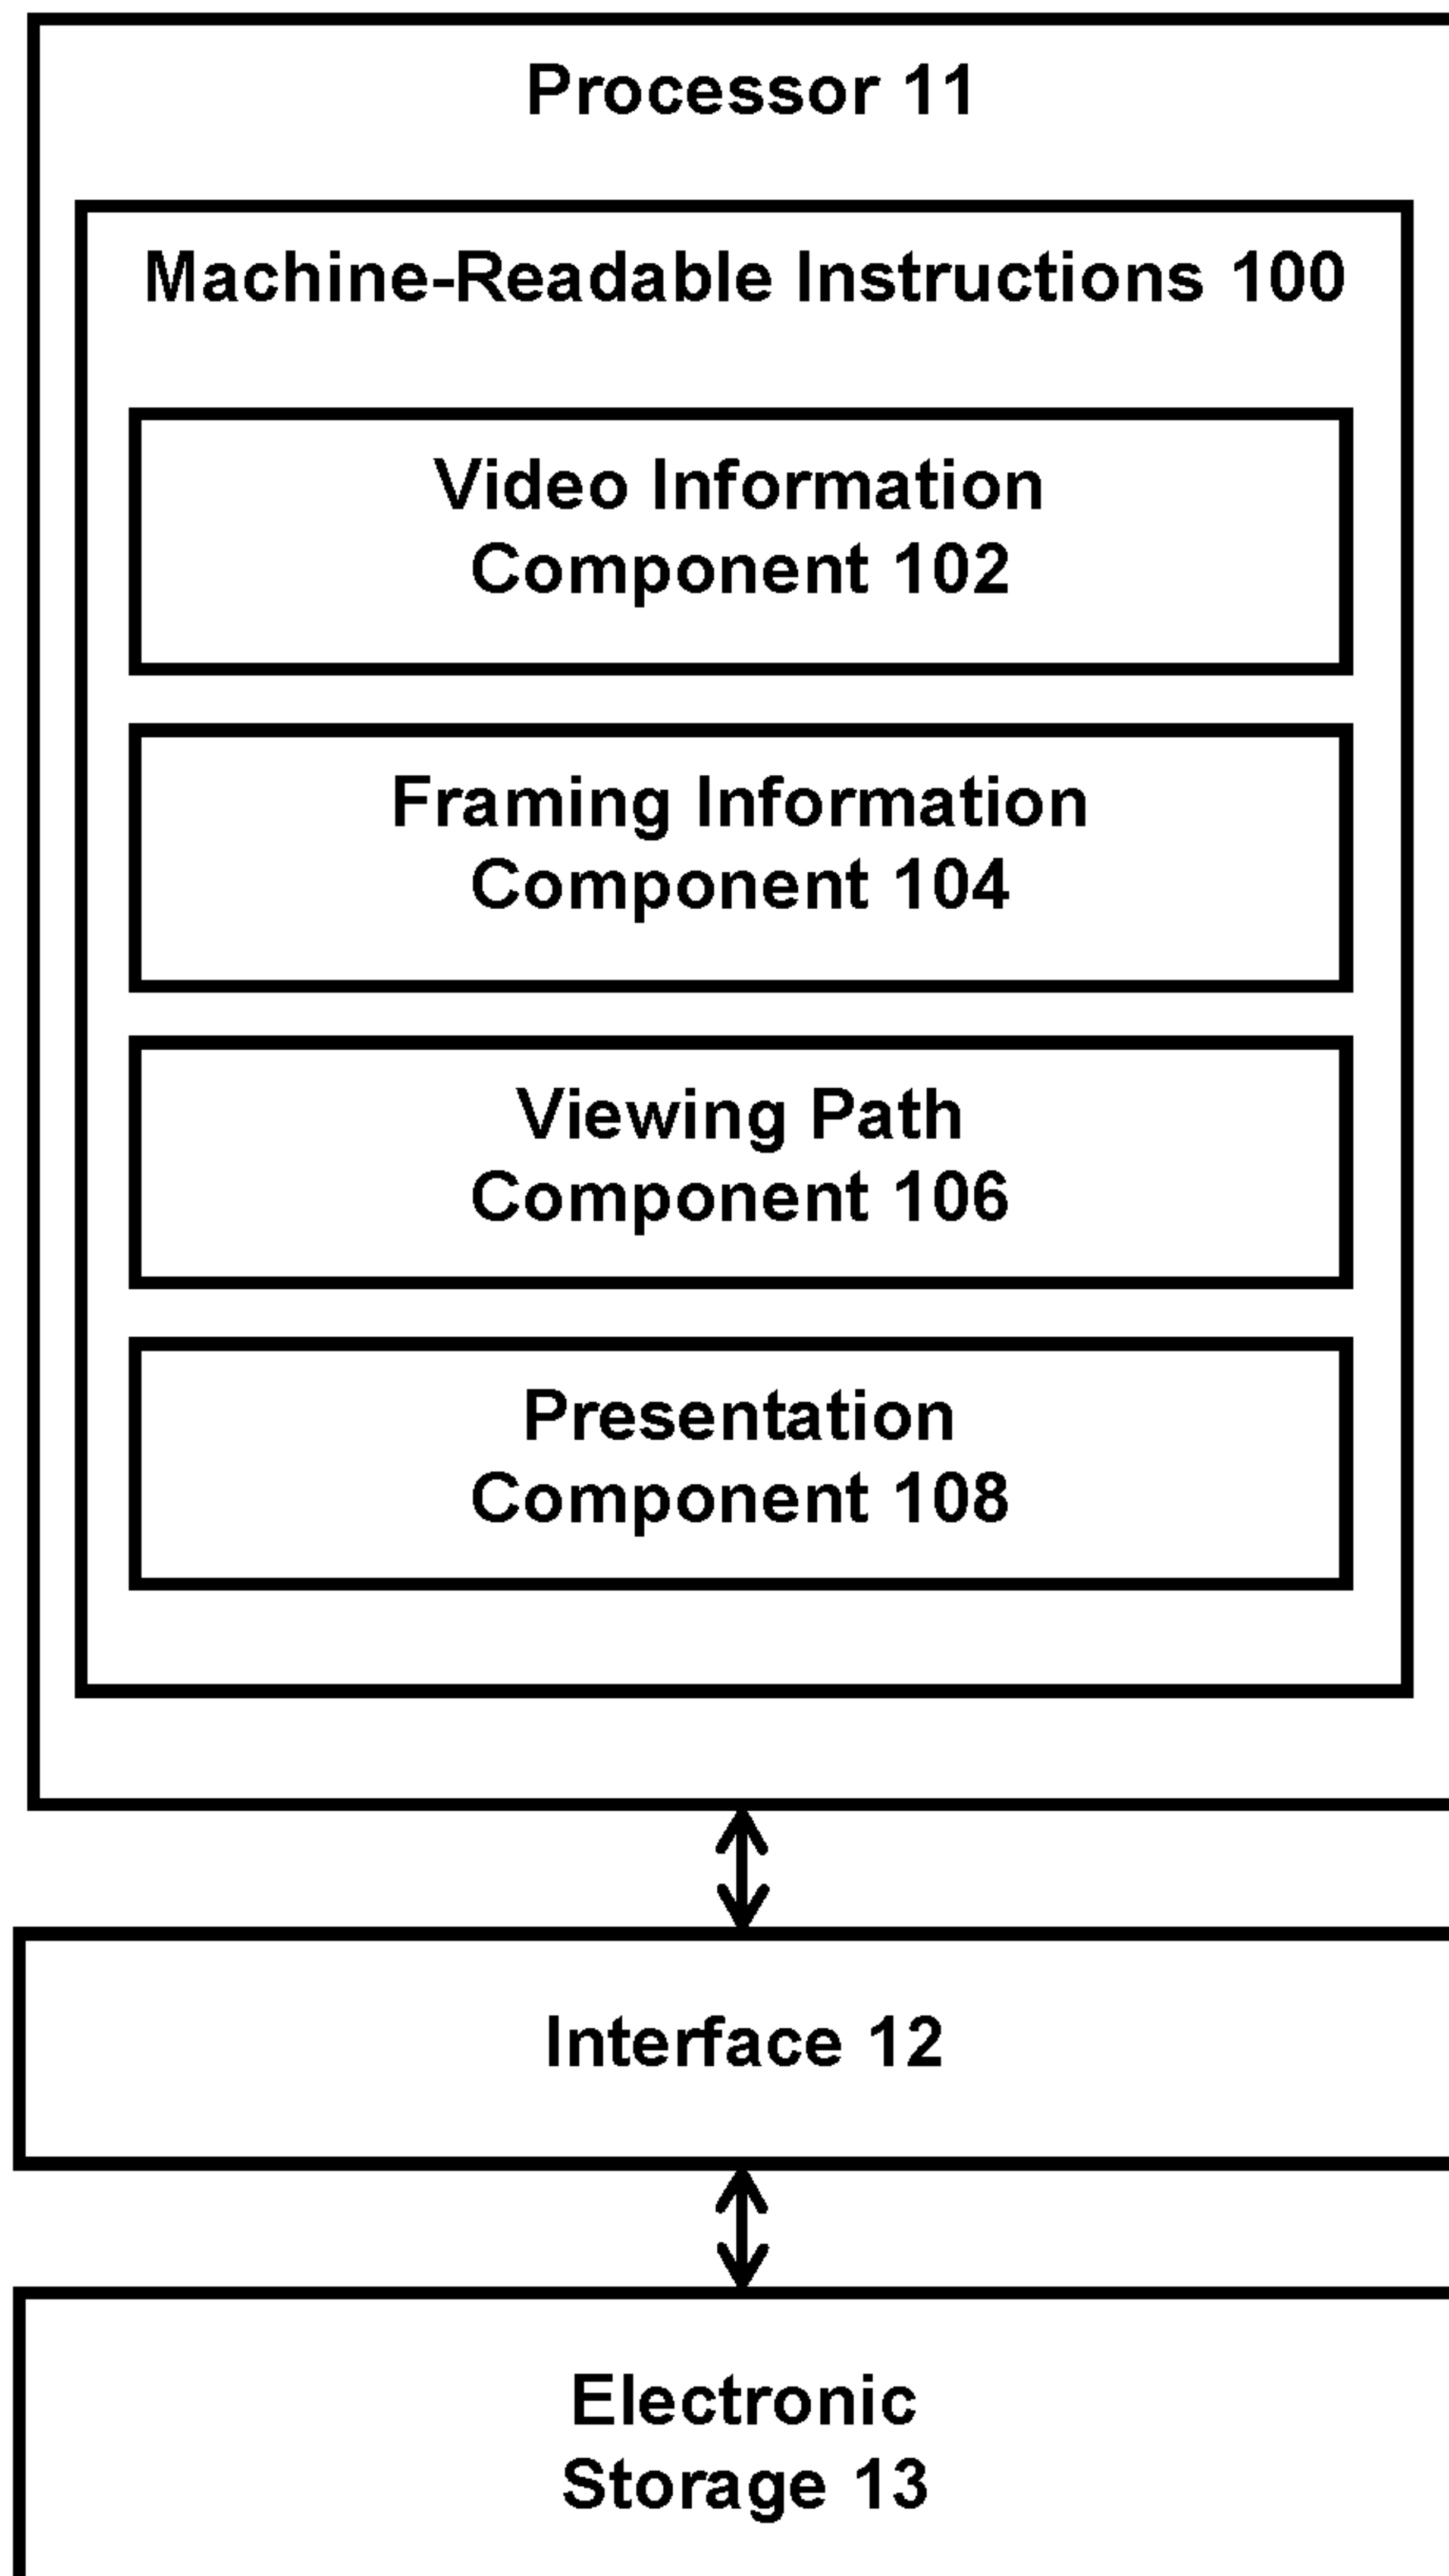 Processor 11
Machine-Readable Instructions 100
Video Information
Component 102
Framing Information
Component 104
Viewing Path
Component 106
Presentation
Component 108
Interface 12
Electronic
Storage 13